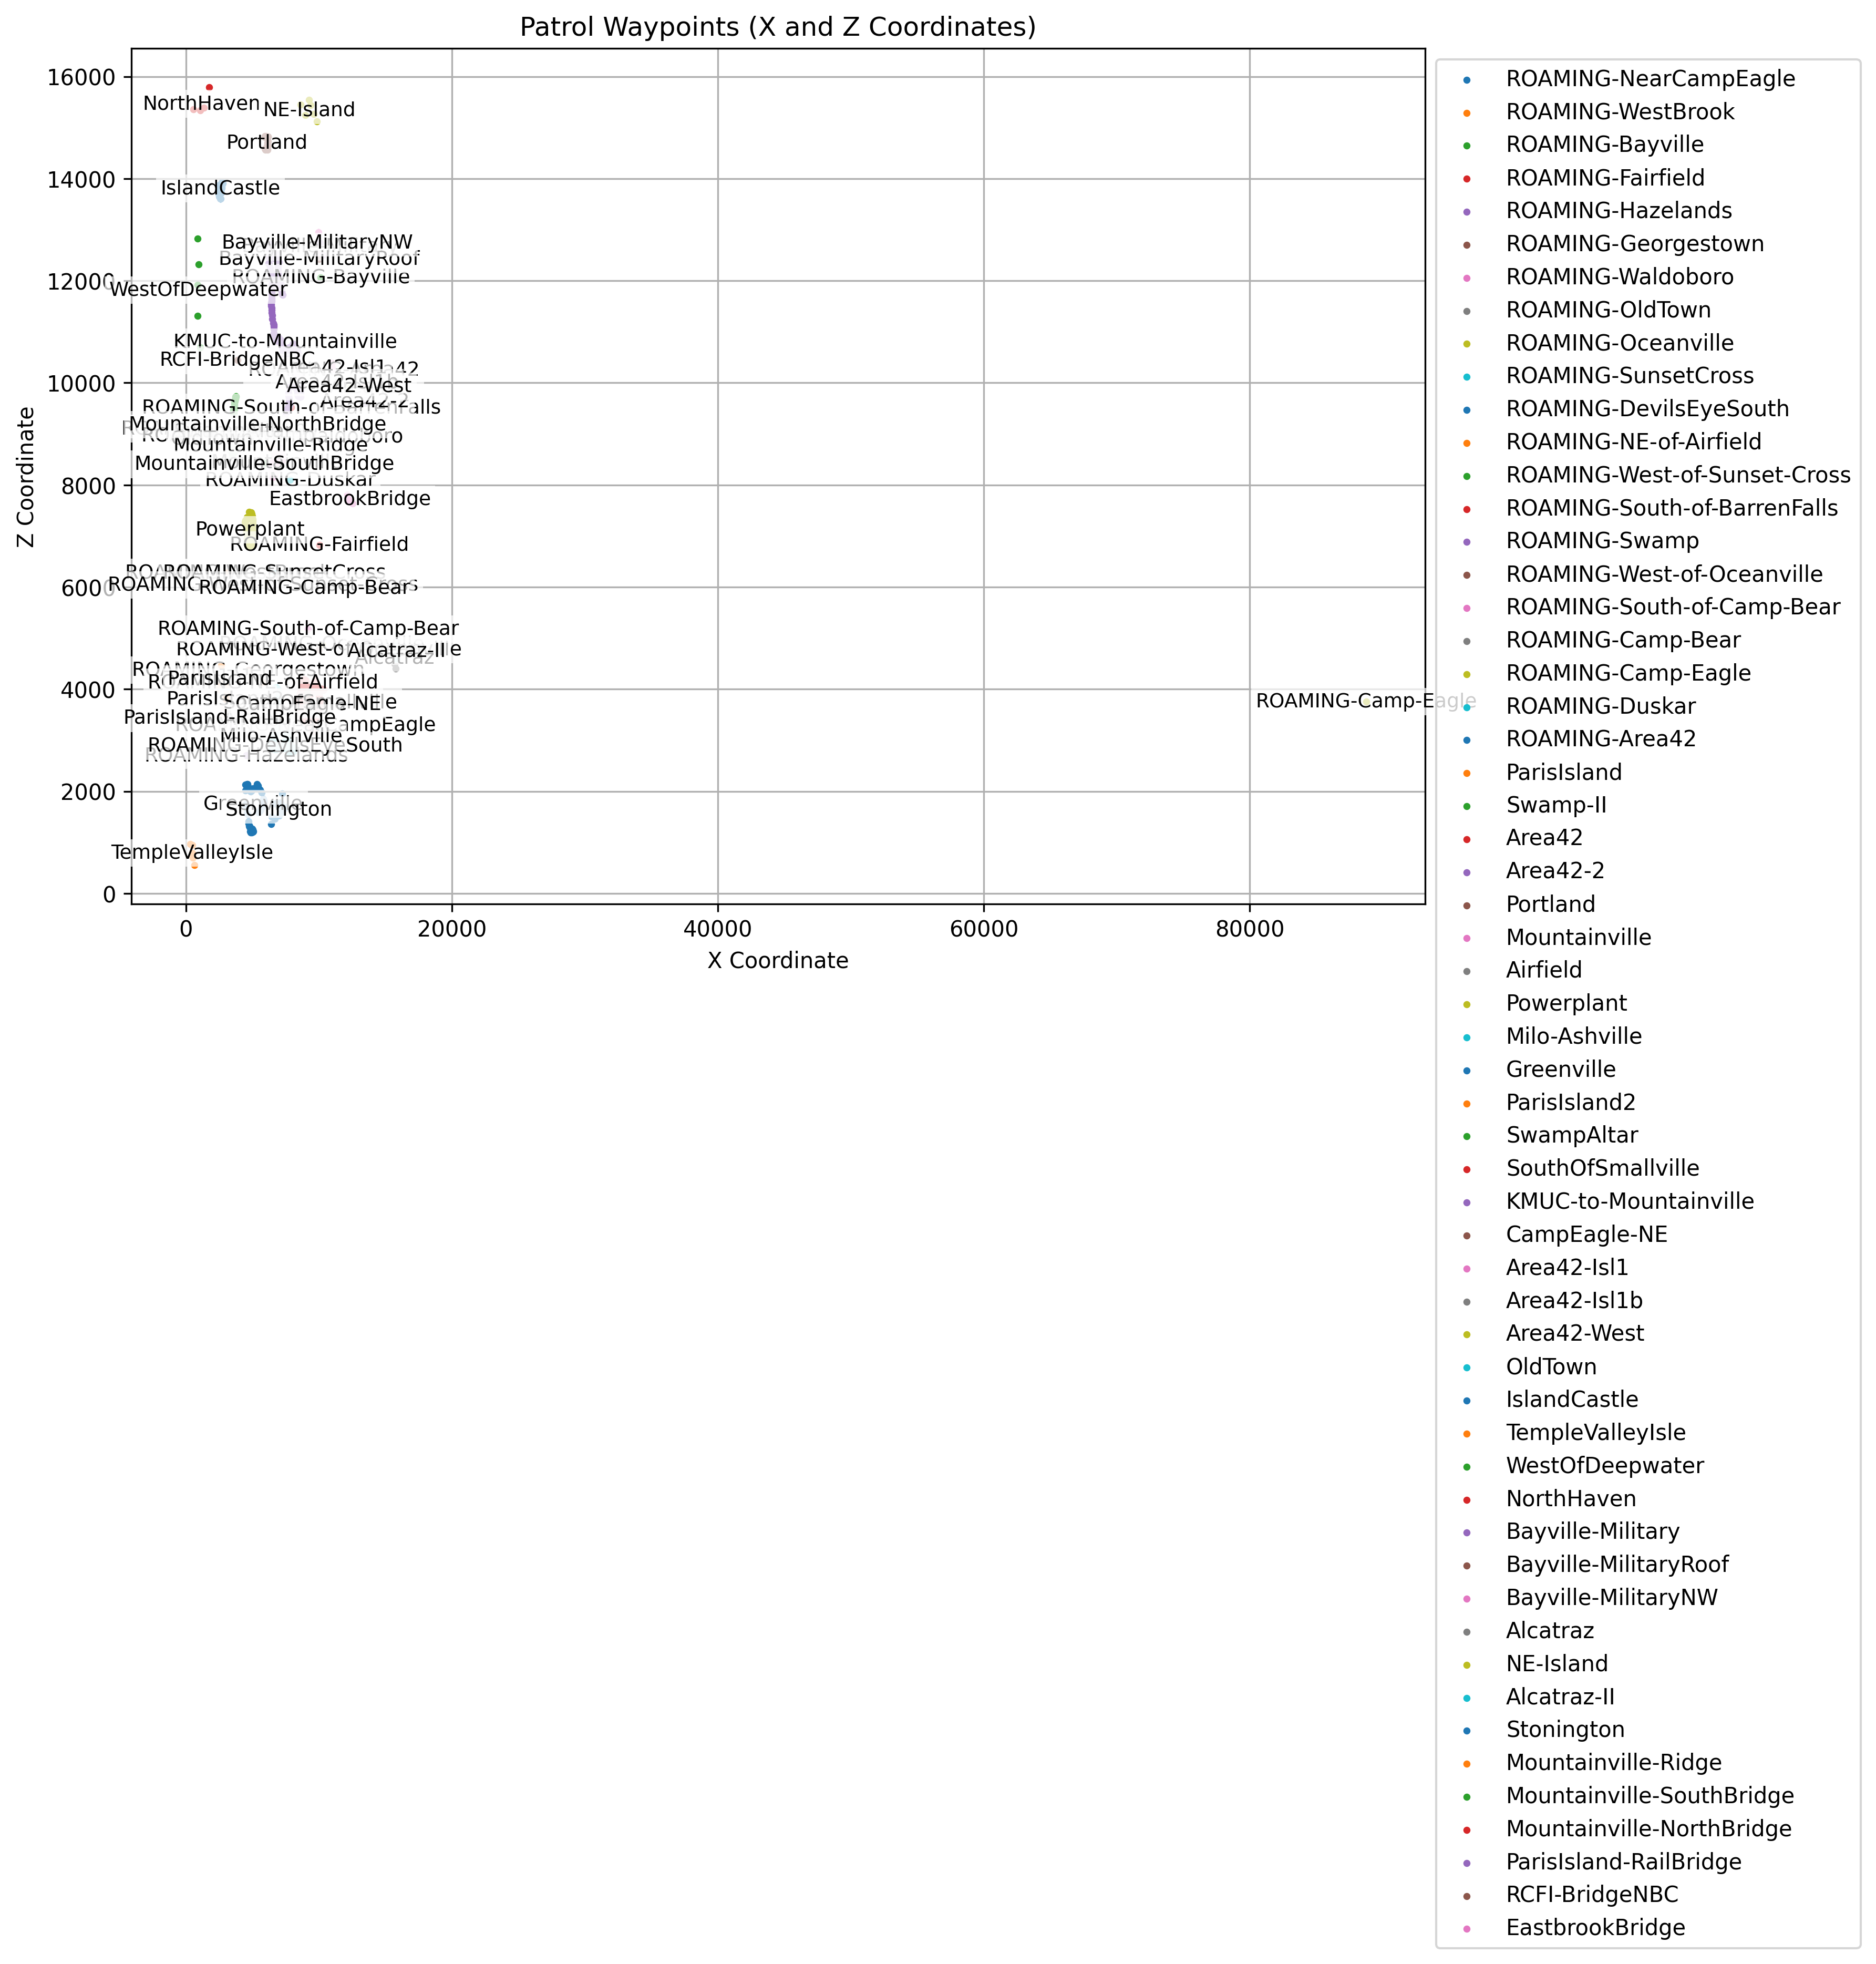 Patrol Waypoints (X and Z Coordinates)
Z Coordinate
16000
14000
12000
10000
8000
6000
4000
2000
0
NorthHaven
NE-Island
Portland
IslandCastle
Bayville-MilitaryNW
Bayville-MilitaryRoof
ROAMING-Bayville
WestOfDeepwater
KMUC-to-Mountainville
RCFI-BridgeNBC
Area42-Isl1
Area42-West
Area42-2
ROAMING-South-of-BarrenFalls
Mountainville-NorthBridge
Mountainville-Ridge
Mountainville-SouthBridge
ROAMING-Duskar
EastbrookBridge
Powerplant
ROAMING-Fairfield
ROAMING-SunsetCross
ROAMING-Camp-Bear
ROAMING-South-of-Camp-Bear
Alcatraz-II
Alcatraz
ROAMING-Georgestown
ParisIsland
CampEagle-NE
ParisIsland-RailBridge
Milo-Ashville
ROAMING-DevilsEyeSouth
ROAMING-Hazelands
ROAMING-Camp-Eagle
Greenville
Stonington
TempleValleyIsle
0
20000
40000
60000
80000
X Coordinate
ROAMING-NearCampEagle
ROAMING-WestBrook
ROAMING-Bayville
ROAMING-Fairfield
ROAMING-Hazelands
ROAMING-Georgestown
ROAMING-Waldoboro
ROAMING-OldTown
ROAMING-Oceanville
ROAMING-SunsetCross
ROAMING-DevilsEyeSouth
ROAMING-NE-of-Airfield
ROAMING-West-of-Sunset-Cross
ROAMING-South-of-BarrenFalls
ROAMING-Swamp
ROAMING-West-of-Oceanville
ROAMING-South-of-Camp-Bear
ROAMING-Camp-Bear
ROAMING-Camp-Eagle
ROAMING-Duskar
ROAMING-Area42
ParisIsland
Swamp-II
Area42
Area42-2
Portland
Mountainville
Airfield
Powerplant
Milo-Ashville
Greenville
ParisIsland2
SwampAltar
SouthOfSmallville
KMUC-to-Mountainville
CampEagle-NE
Area42-Isl1
Area42-Isl1b
Area42-West
OldTown
IslandCastle
TempleValleyIsle
WestOfDeepwater
NorthHaven
Bayville-Military
Bayville-MilitaryRoof
Bayville-MilitaryNW
Alcatraz
NE-Island
Alcatraz-II
Stonington
Mountainville-Ridge
Mountainville-SouthBridge
Mountainville-NorthBridge
ParisIsland-RailBridge
RCFI-BridgeNBC
EastbrookBridge